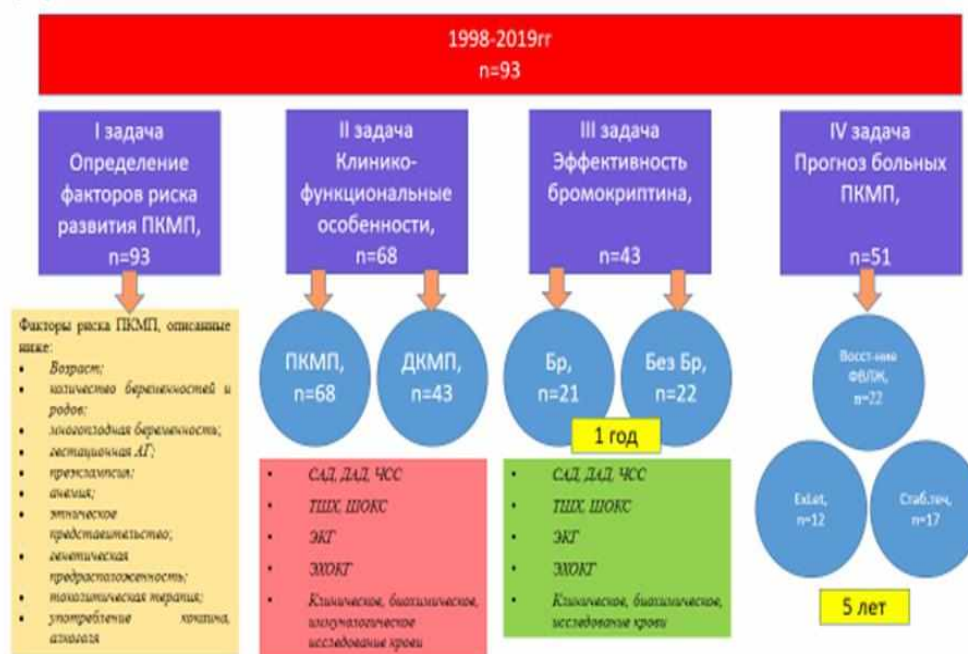 1998-2019гг
n=93
I задача
Определение
факторов риска
развития ПКМП,
n=93
Факторы риска ПКМП, описанные
ниже:
• Возраст;
• количество беременностей и
родов;
• многоплодная беременность;
• гестационная АГ;
• преэклампсия;
• анемия;
• этническое
представительство;
• генетическая
предрасположенность;
• токолитическая терапия;
• употребление кокаина,
алкоголя
II задача
Клинико-
функциональные
особенности,
n=68
ПКМП,
n=68
ДКМП,
n=43
• САД, ДАД, ЧСС
• ТШХ, ШОКС
• ЭКГ
• ЭХОКГ
• Клиническое, биохимическое,
иммунологическое
исследование крови
III задача
Эффективность
бромокриптина,
n=43
Бр,
n=21
Без Бр,
n=22
1 год
• САД, ДАД, ЧСС
• ТШХ, ШОКС
• ЭКГ
• ЭХОКГ
• Клиническое, биохимическое,
исследование крови
IV задача
Прогноз больных
ПКМП,
n=51
Восст-ние
ФВЛЖ,
n=22
ExLet,
n=12
Стаб.теч,
n=17
5 лет